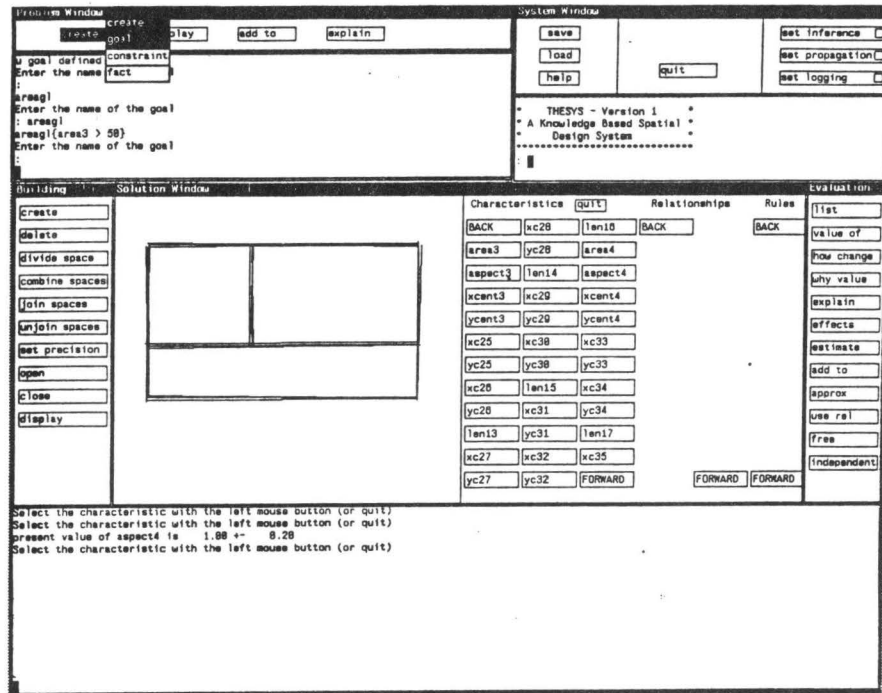 Problem Window
create
create
goal
constraint
fact
play
add to
explain
u goal defined
Enter the name
:
areagl
Enter the name of the goal
: areagl
areagl{area3 > 50}
Enter the name of the goal
:
System Window
save
load
help
quit
set inference
set propagation
set logging
* THESYS - Version 1 *
* A Knowledge Based Spatial *
* Design System *
:
Building
create
delete
divide space
combine spaces
join spaces
unjoin spaces
set precision
open
close
display
Solution Window
Characteristics quit Relationships Rules
BACK xc28 len16 BACK BACK
area3 yc28 area4
aspect3 len14 aspect4
xcent3 xc29 xcent4
ycent3 yc29 ycent4
xc25 xc30 xc33
yc25 yc30 yc33
xc26 len15 xc34
yc26 xc31 yc34
len13 yc31 len17
xc27 xc32 xc35
yc27 yc32 FORWARD FORWARD FORWARD
Evaluation
list
value of
how change
why value
explain
effects
estimate
add to
approx
use rel
free
independent
Select the characteristic with the left mouse button (or quit)
Select the characteristic with the left mouse button (or quit)
present value of aspect4 is 1.00 +- 0.20
Select the characteristic with the left mouse button (or quit)